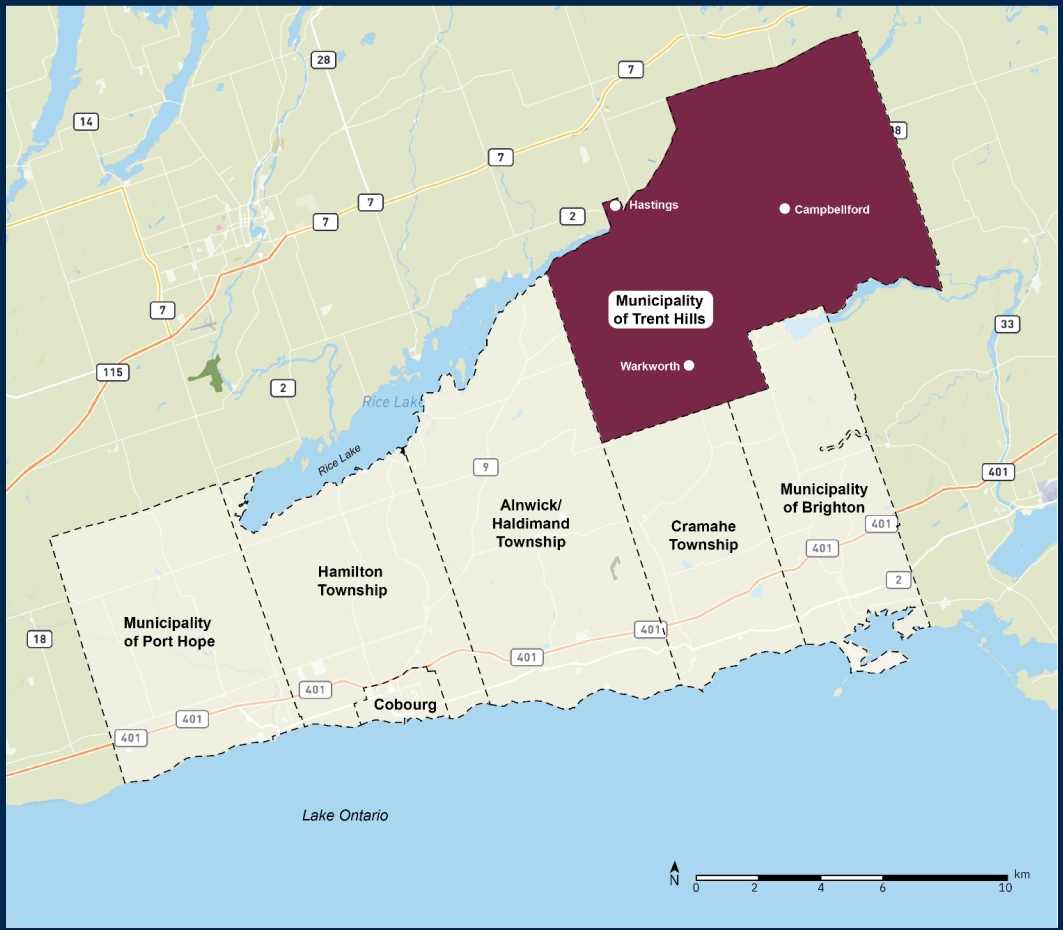 28
7
14
8
7
7
2
Hastings
Campbellford
7
7
Municipality
of Trent Hills
33
115
Warkworth
2
Rice Lake
Rice Lake
9
401
Municipality
of Brighton
Alnwick/
Haldimand
Township
401
Cramahe
Township
401
Hamilton
Township
2
Municipality
of Port Hope
18
401
401
401
Cobourg
401
401
Lake Ontario
N
km
0
2
4
6
10